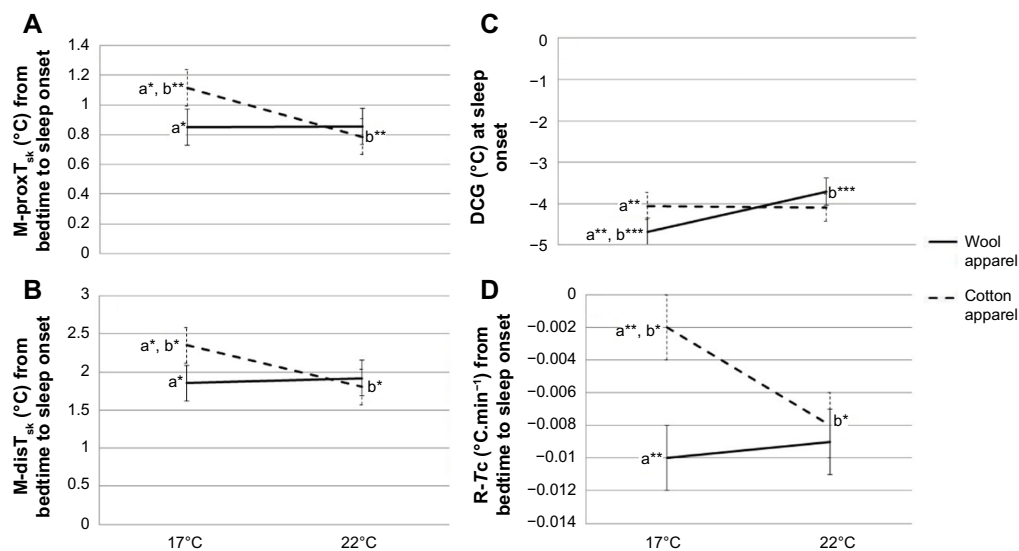 A
M-proxT_sk (°C) from
bedtime to sleep onset
1.4
1.2
1
0.8
0.6
0.4
0.2
0
a*, b**
a*
b**
B
M-disT_sk (°C) from
bedtime to sleep onset
3
2.5
2
1.5
1
0.5
0
a*, b*
a*
b*
17°C
22°C
C
DCG (°C) at sleep
onset
0
−1
−2
−3
−4
−5
a**
a**, b***
b***
D
R-Tc (°C.min⁻¹) from
bedtime to sleep onset
0
−0.002
−0.004
−0.006
−0.008
−0.01
−0.012
−0.014
a**, b*
a**
b*
17°C
22°C
Wool
apparel
Cotton
apparel